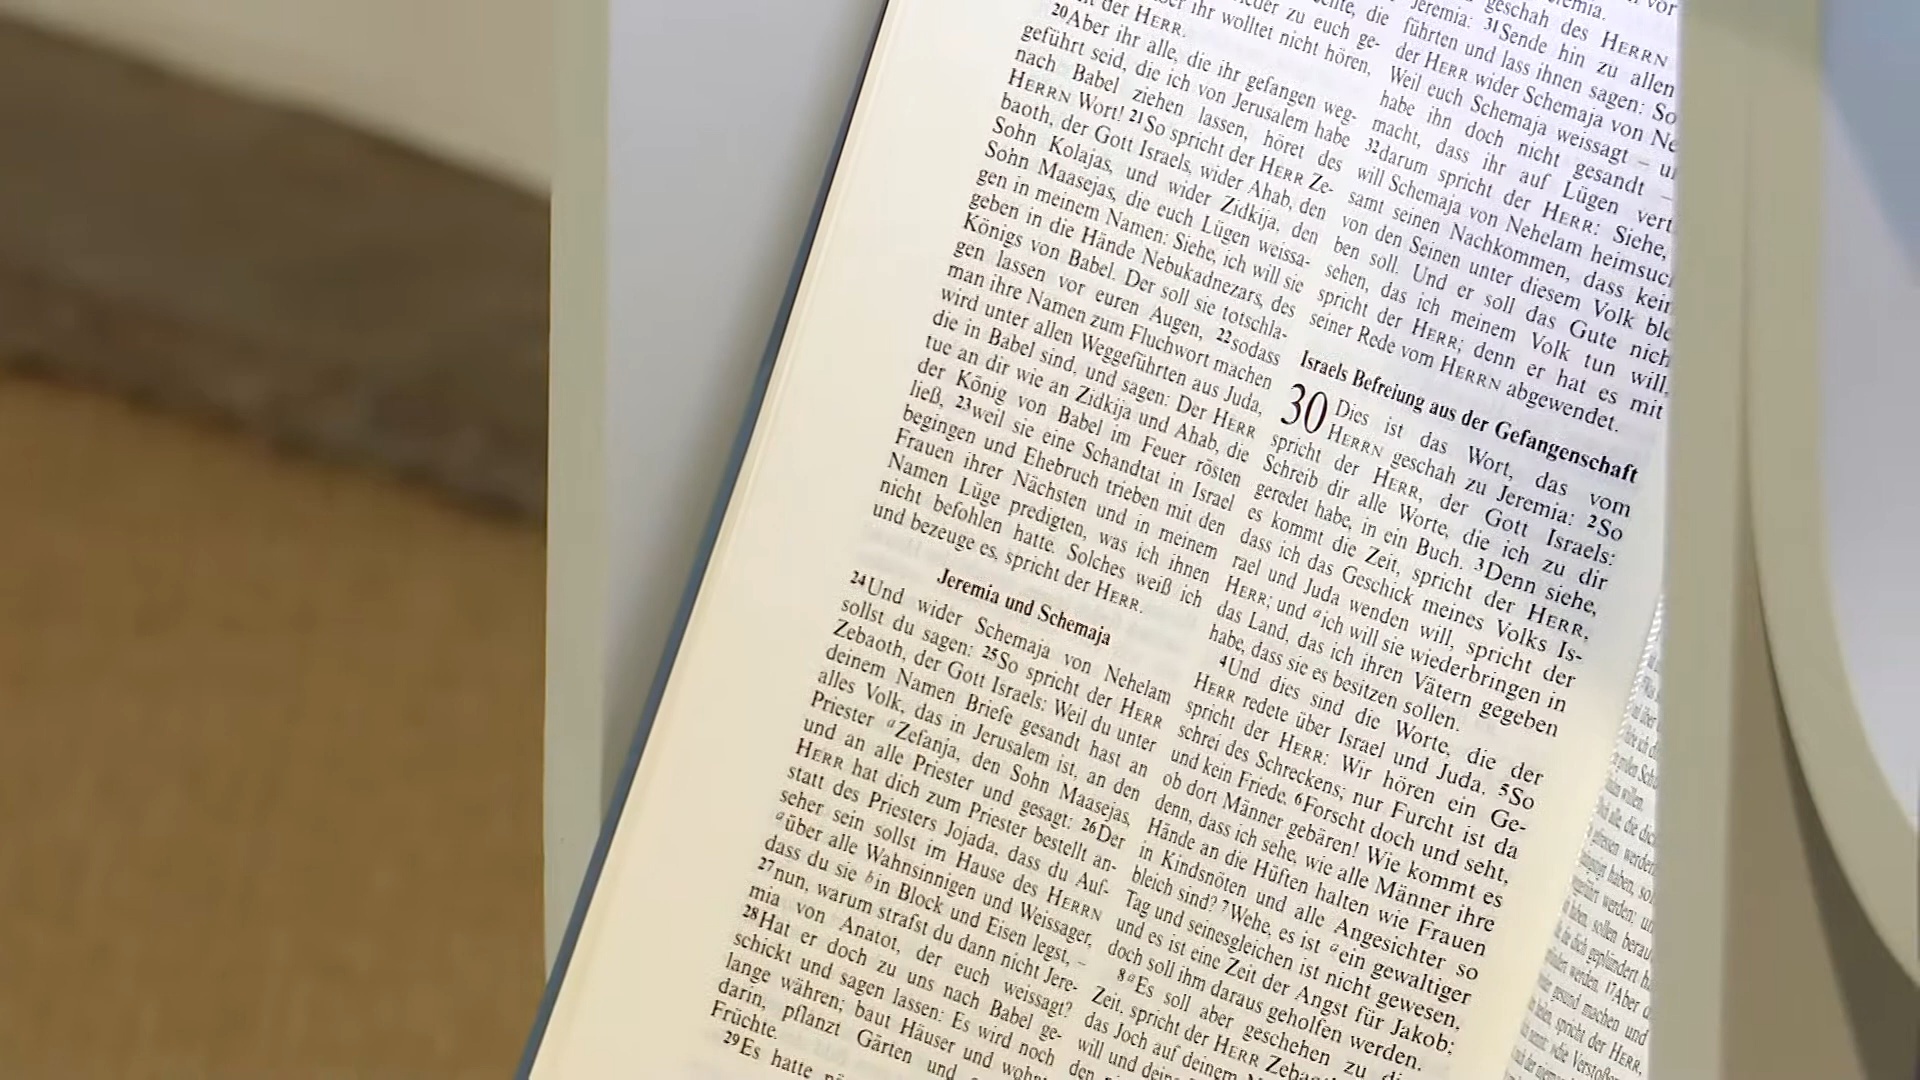 der HERR.
ihr wolltet nicht hören,
20Aber ihr alle, die ihr gefangen weg-
geführt seid, die ich von Jerusalem habe
nach Babel ziehen lassen, höret des
HERRN Wort! 21So spricht der HERR Ze-
baoth, der Gott Israels, wider Ahab, den
Sohn Kolajas, und wider Zidkija, den
Sohn Maasejas, die euch Lügen weissa-
gen in meinem Namen: Siehe, ich will sie
geben in die Hände Nebukadnezars, des
Königs von Babel. Der soll sie totschla-
gen lassen vor euren Augen, 22sodass
man ihre Namen zum Fluchwort machen
wird unter allen Weggeführten aus Juda,
die in Babel sind, und sagen: Der HERR
tue an dir wie an Zidkija und Ahab, die
der König von Babel im Feuer rösten
ließ, 23weil sie eine Schandtat in Israel
begingen und Ehebruch trieben mit den
Frauen ihrer Nächsten und in meinem
Namen Lüge predigten, was ich ihnen
nicht befohlen hatte. Solches weiß ich
und bezeuge es, spricht der HERR.
Jeremia und Schemaja
24Und wider Schemaja von Nehelam
sollst du sagen: 25So spricht der HERR
Zebaoth, der Gott Israels: Weil du unter
deinem Namen Briefe gesandt hast an
alles Volk, das in Jerusalem ist, an den
Priester aZefanja, den Sohn Maasejas,
und an alle Priester und gesagt: 26Der
HERR hat dich zum Priester bestellt an-
statt des Priesters Jojada, dass du Auf-
seher sein sollst im Hause des HERRN
aüber alle Wahnsinnigen und Weissager,
dass du sie bin Block und Eisen legst, –
27nun, warum strafst du dann nicht Jere-
mia von Anatot, der euch weissagt?
28Hat er doch zu uns nach Babel ge-
schickt und sagen lassen: Es wird noch
lange währen; baut Häuser und
darin, pflanzt Gärten und
Früchte.
29Es hatte
geschah des HERRN
Jeremia: 31Sende hin zu allen
führten und lass ihnen sagen: So
der HERR wider Schemaja von
Weil euch Schemaja weissagt –
habe ihn doch nicht gesandt –
macht, dass ihr auf Lügen
32darum spricht der HERR: Siehe,
will Schemaja von Nehelam
samt seinen Nachkommen, dass
von den Seinen unter diesem Volk
ben soll. Und er soll das Gute
sehen, das ich meinem Volk tun will,
spricht der HERR; denn er hat es mit
seiner Rede vom HERRN abgewendet.
Israels Befreiung aus der Gefangenschaft
30 Dies ist das Wort, das vom
HERRN geschah zu Jeremia: 2So
spricht der HERR, der Gott Israels:
Schreib dir alle Worte, die ich zu dir
geredet habe, in ein Buch. 3Denn siehe,
es kommt die Zeit, spricht der HERR,
dass ich das Geschick meines Volks Is-
rael und Juda wenden will, spricht der
HERR; und aich will sie wiederbringen in
das Land, das ich ihren Vätern gegeben
habe, dass sie es besitzen sollen.
4Und dies sind die Worte, die der
HERR redete über Israel und Juda. 5So
spricht der HERR: Wir hören ein Ge-
schrei des Schreckens; nur Furcht ist da
und kein Friede. 6Forscht doch und seht,
ob dort Männer gebären! Wie kommt es
denn, dass ich sehe, wie alle Männer ihre
Hände an die Hüften halten wie Frauen
in Kindsnöten und alle Angesichter so
bleich sind? 7Wehe, es ist aein gewaltiger
Tag und seinesgleichen ist nicht gewesen,
und es ist eine Zeit der Angst für Jakob;
doch soll ihm daraus geholfen werden.
8aEs soll aber geschehen zu
Zeit, spricht der HERR
das Joch auf deinem
will und